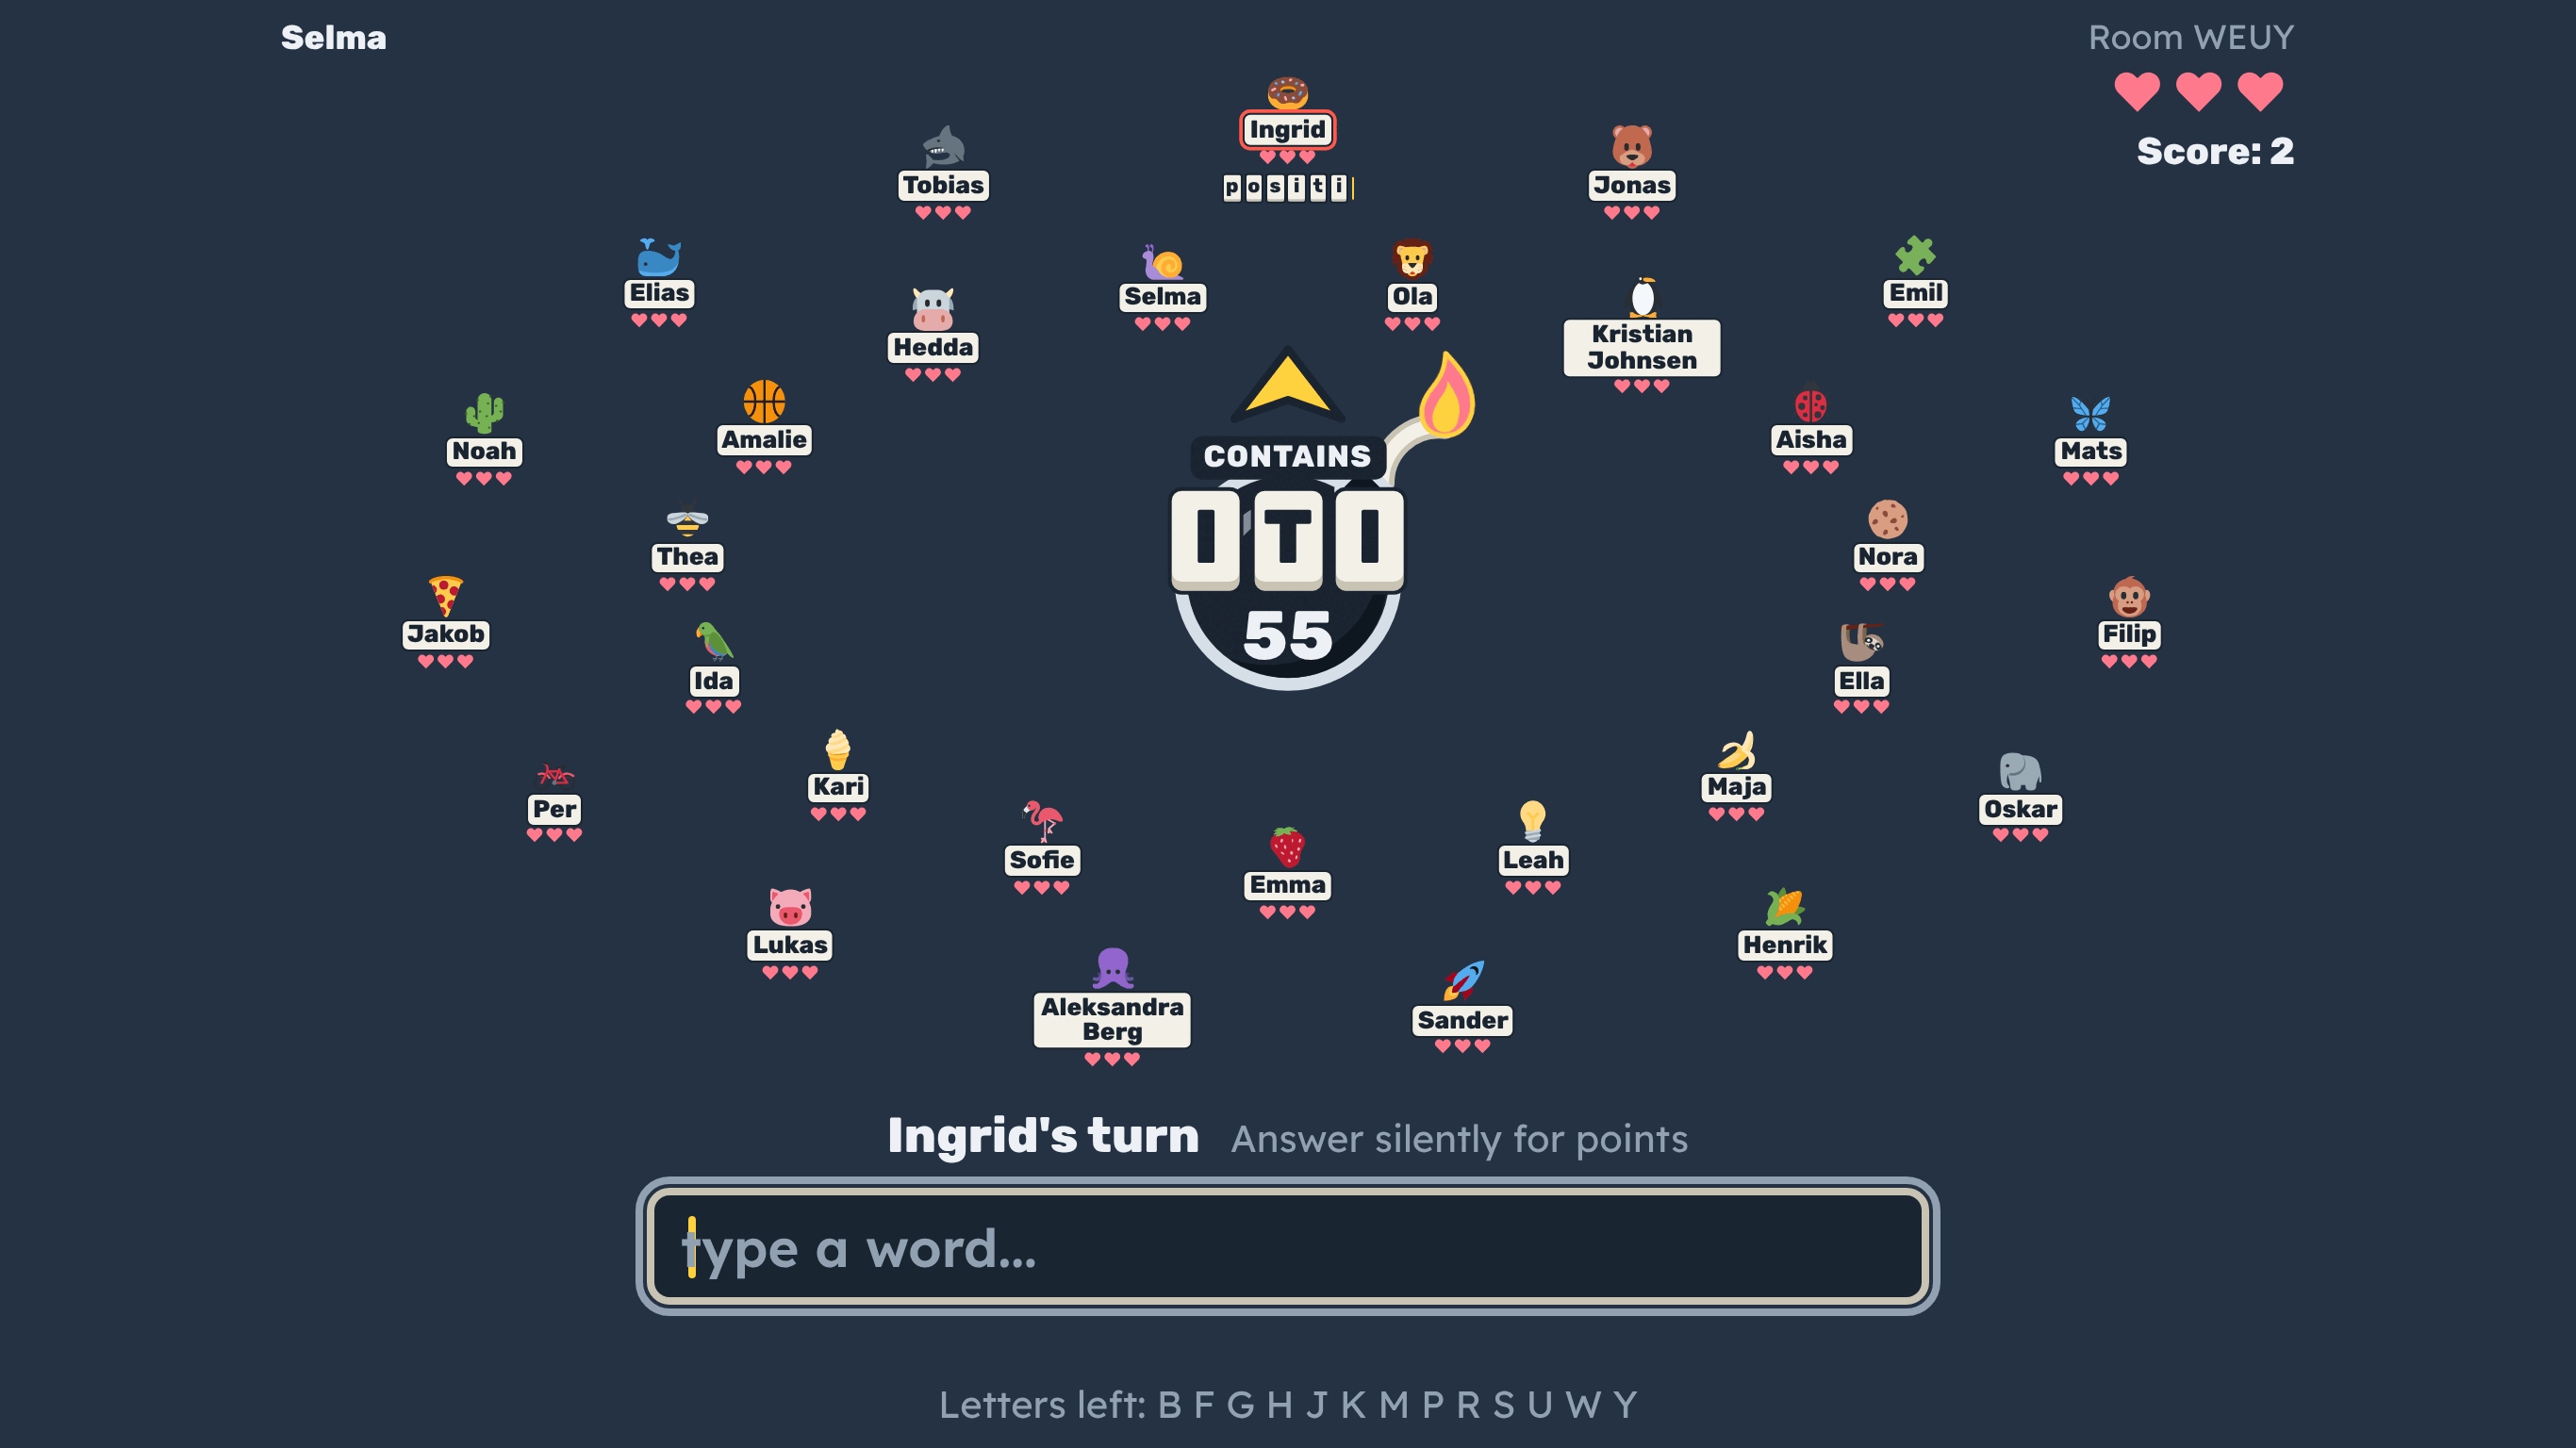 Selma
Room WEUY
Score: 2
Ingrid
positi
Tobias
Jonas
Elias
Selma
Ola
Emil
Hedda
Kristian
Johnsen
Noah
Amalie
Aisha
Mats
CONTAINS
ITI
55
Thea
Nora
Jakob
Filip
Ida
Ella
Per
Kari
Maja
Oskar
Sofie
Emma
Leah
Lukas
Henrik
Aleksandra
Berg
Sander
Ingrid's turn Answer silently for points
type a word...
Letters left: B F G H J K M P R S U W Y